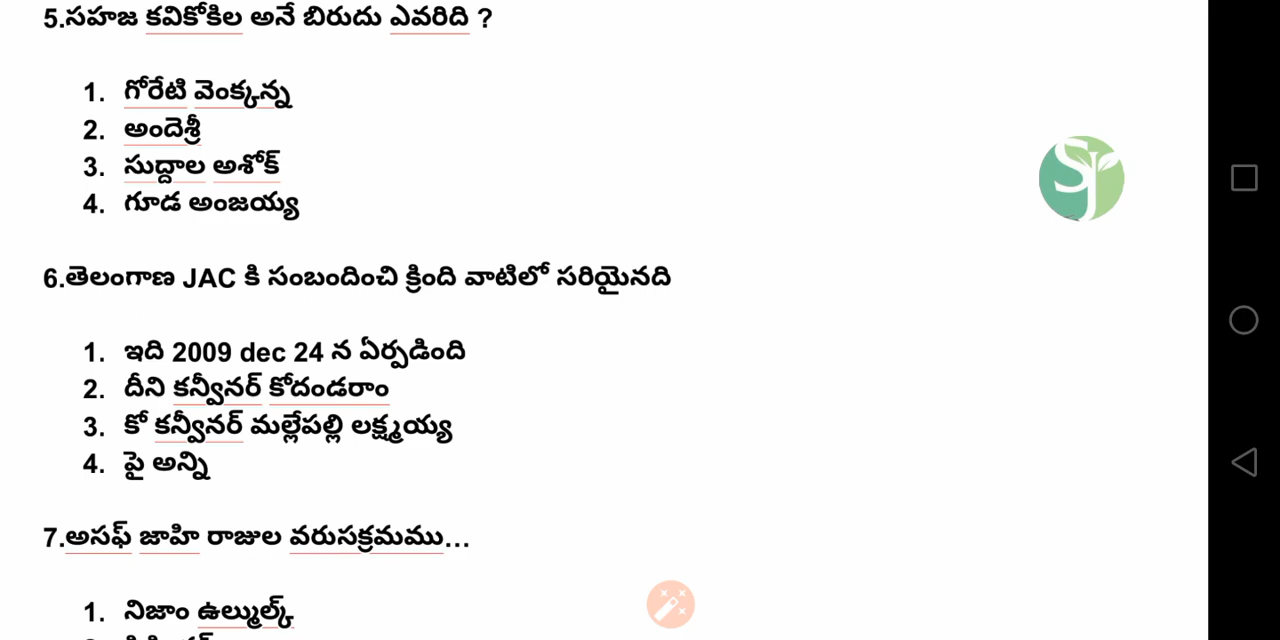 5.సహజ కవికోకిల అనే బిరుదు ఎవరిది ?
1. గోరేటి వెంక్కన్న
2. అందెశ్రీ
3. సుద్దాల అశోక్
4. గూడ అంజయ్య
6.తెలంగాణ JAC కి సంబందించి క్రింది వాటిలో సరియైనది
1. ఇది 2009 dec 24 న ఏర్పడింది
2. దీని కన్వీనర్ కోదండరాం
3. కో కన్వీనర్ మల్లేపల్లి లక్ష్మయ్య
4. పై అన్ని
7.అసఫ్ జాహి రాజుల వరుసక్రమము...
1. నిజాం ఉల్ముల్క్
SJ